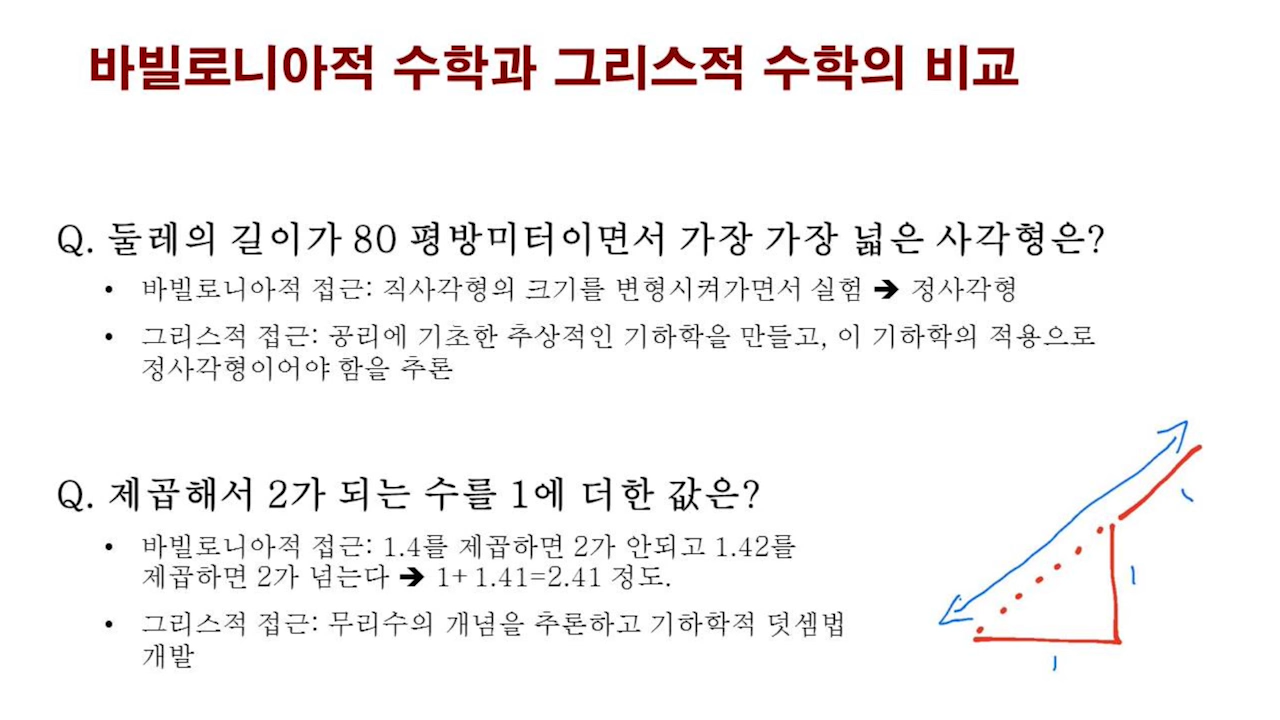 바빌로니아적 수학과 그리스적 수학의 비교
Q. 둘레의 길이가 80 평방미터이면서 가장 가장 넓은 사각형은?
• 바빌로니아적 접근: 직사각형의 크기를 변형시켜가면서 실험 ➔ 정사각형
• 그리스적 접근: 공리에 기초한 추상적인 기하학을 만들고, 이 기하학의 적용으로
정사각형이어야 함을 추론
Q. 제곱해서 2가 되는 수를 1에 더한 값은?
• 바빌로니아적 접근: 1.4를 제곱하면 2가 안되고 1.42를
제곱하면 2가 넘는다 ➔ 1+ 1.41=2.41 정도.
• 그리스적 접근: 무리수의 개념을 추론하고 기하학적 덧셈법
개발
1
1
1